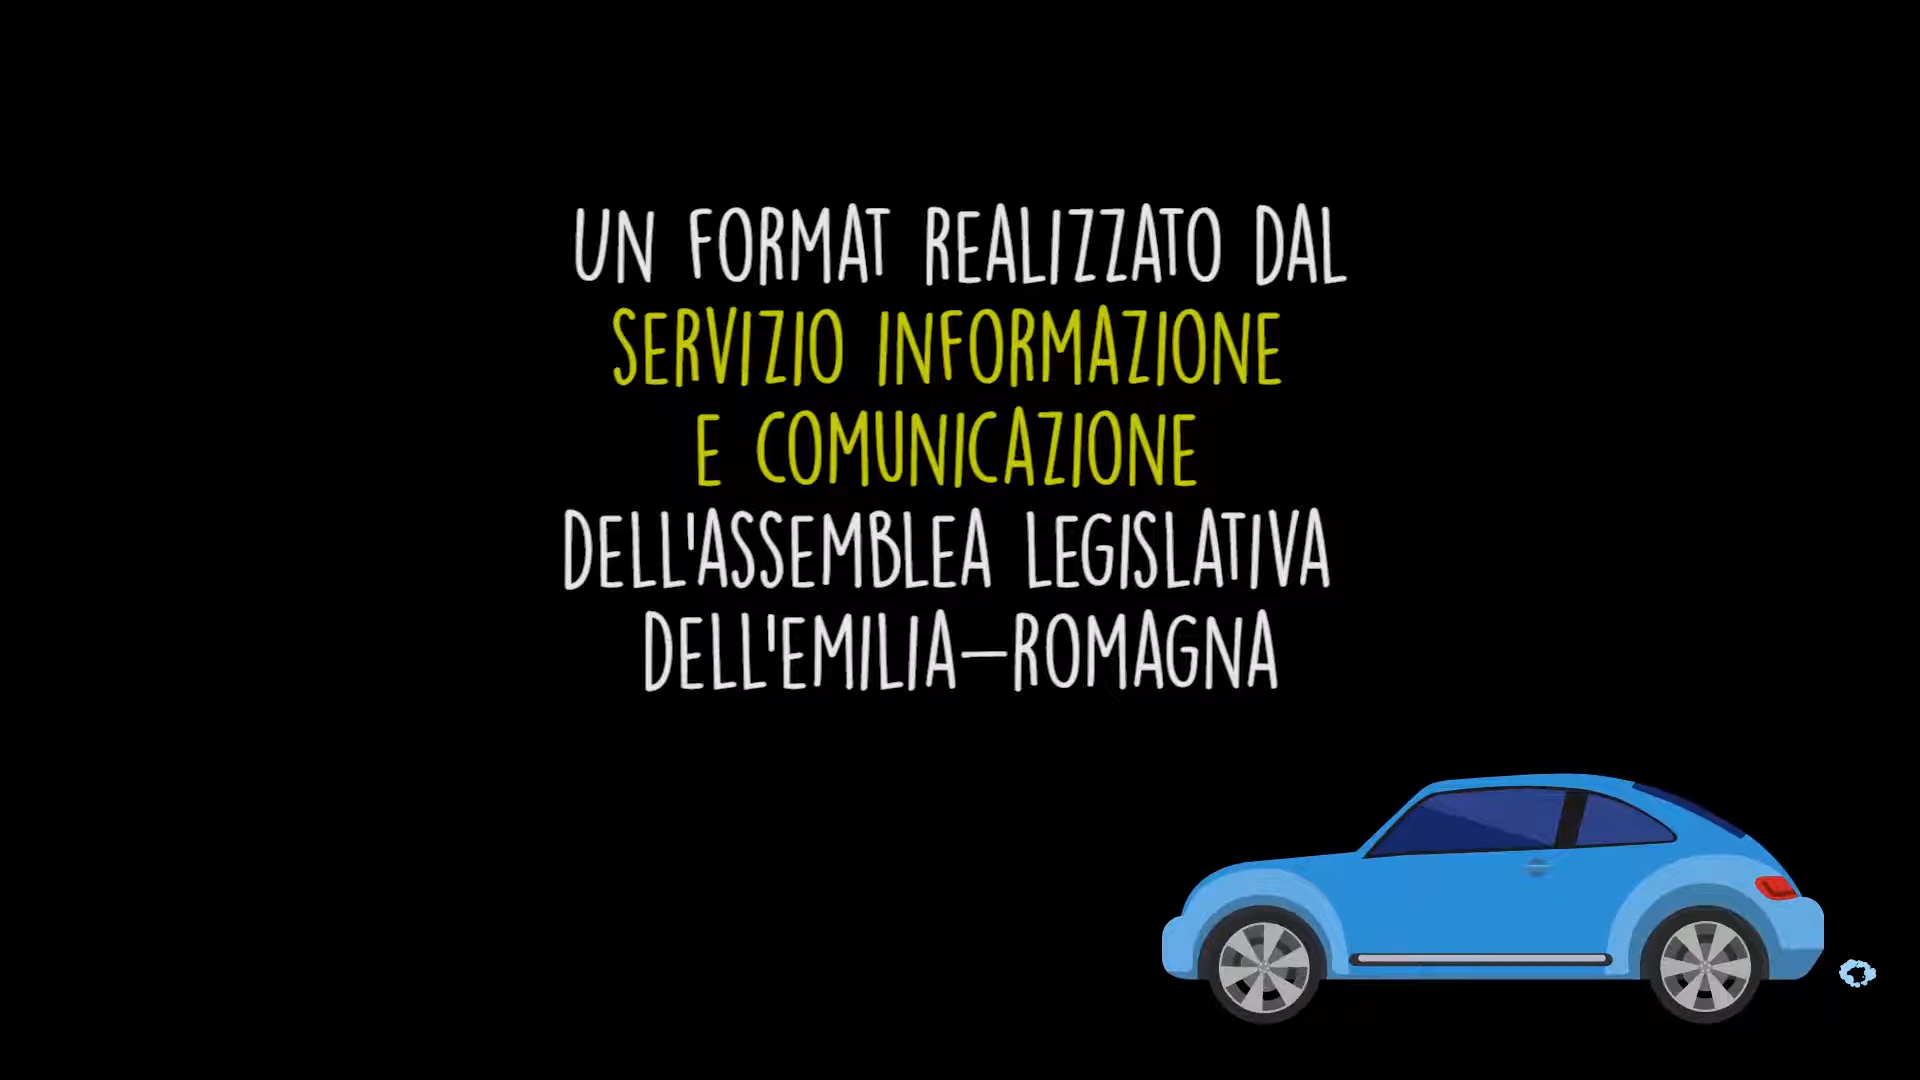 UN FORMAT REALIZZATO DAL
SERVIZIO INFORMAZIONE
E COMUNICAZIONE
DELL'ASSEMBLEA LEGISLATIVA
DELL'EMILIA–ROMAGNA